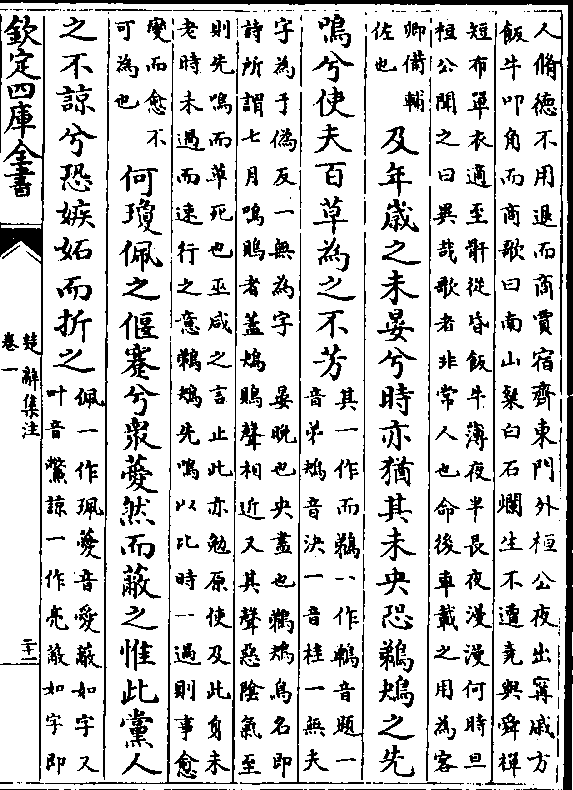 人脩德不用退而商賈宿齊東門外桓公夜出甯戚方
飯牛叩角而商歌曰南山粲白石爛生不遭堯與舜禪
短布單衣適至骭從昏飯牛薄夜半長夜漫漫何時旦
桓公聞之曰異哉歌者非常人也命後車載之用為客
卿備輔
佐也
及年歲之未晏兮時亦猶其未央恐鵜鴂之先
鳴兮使夫百草為之不芳
其一作而鵜一作鶗音題一
音弟鴂音決一音桂一無夫
字為于偽反一無為字 晏晚也央盡也鵜鴂鳥名即
詩所謂七月鳴鵙者蓋鴂鵙聲相近又其聲惡陰氣至
則先鳴而草死也巫咸之言止此亦勉原使及此身未
老時未過而速行之意鵜鴂先鳴以比時一過則事愈
變而愈不
可為也
何瓊佩之偃蹇兮衆薆然而蔽之惟此黨人
之不諒兮恐嫉妬而折之
佩一作珮薆音愛蔽如字又
叶音鷩諒一作亮蔽如字即
欽定四庫全書
楚辭集注
卷一
二十一